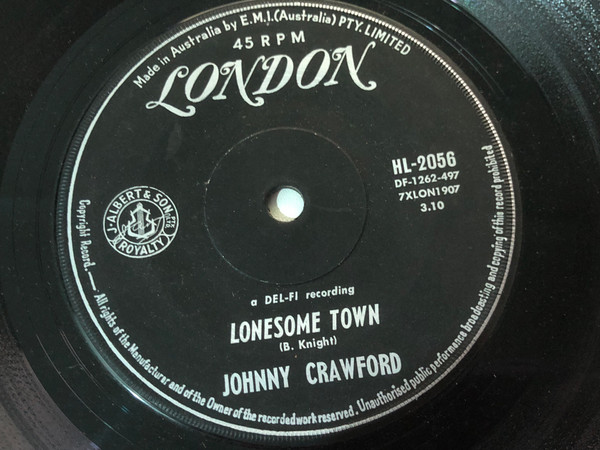 Made in Australia by E.M.I.(Australia) PTY. LIMITED
45 RPM
LONDON
HL-2056
DF-1262-497
7XLON1907
3.10
J. ALBERT & SON PTY. LTD.
ROYALTY
a DEL-FI recording
LONESOME TOWN
(B. Knight)
JOHNNY CRAWFORD
Copyright Record.—All rights of the Manufacturer and of the Owner of the recorded work reserved. Unauthorised public performance broadcasting and copying of this record prohibited